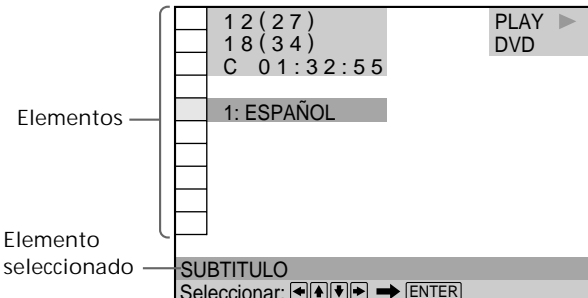 12(27)
18(34)
C 01:32:55
PLAY
DVD
Elementos
1: ESPAÑOL
Elemento
seleccionado
SUBTITULO
Seleccionar: ENTER